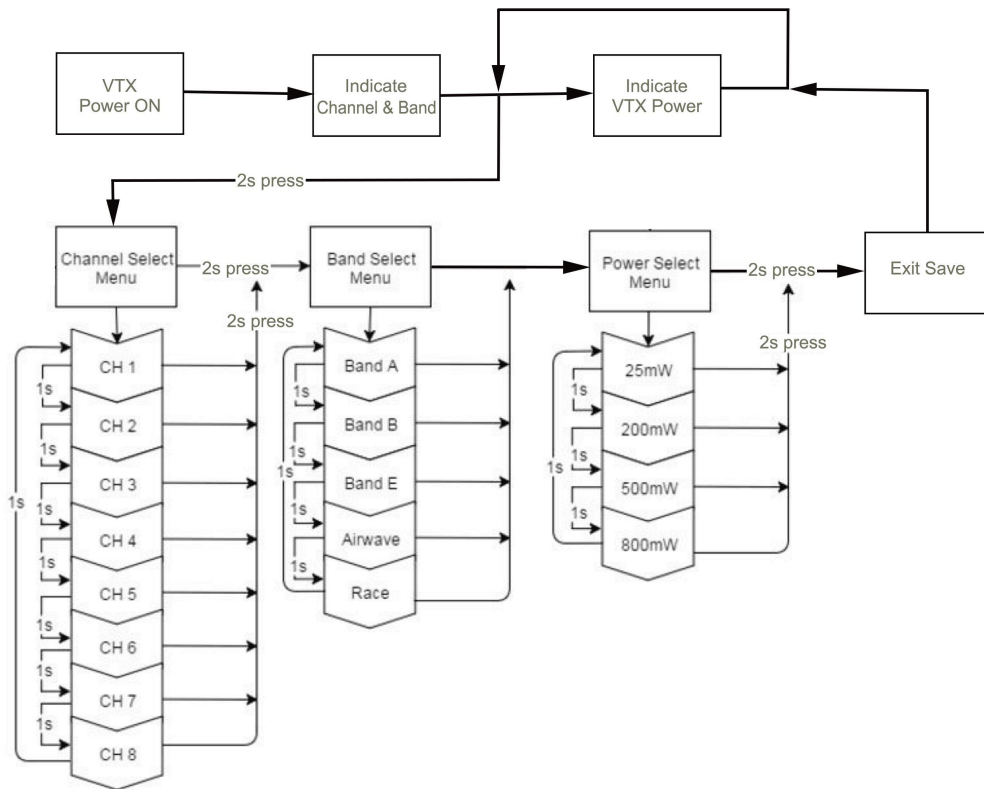 VTX
Power ON
Indicate
Channel & Band
Indicate
VTX Power
2s press
Channel Select
Menu
2s press
Band Select
Menu
Power Select
Menu
2s press
Exit Save
2s press
2s press
CH 1
1s
CH 2
1s
CH 3
1s
1s
CH 4
1s
CH 5
1s
CH 6
1s
CH 7
1s
CH 8
Band A
1s
Band B
1s
1s
Band E
1s
Airwave
1s
Race
25mW
1s
200mW
1s
1s
500mW
1s
800mW